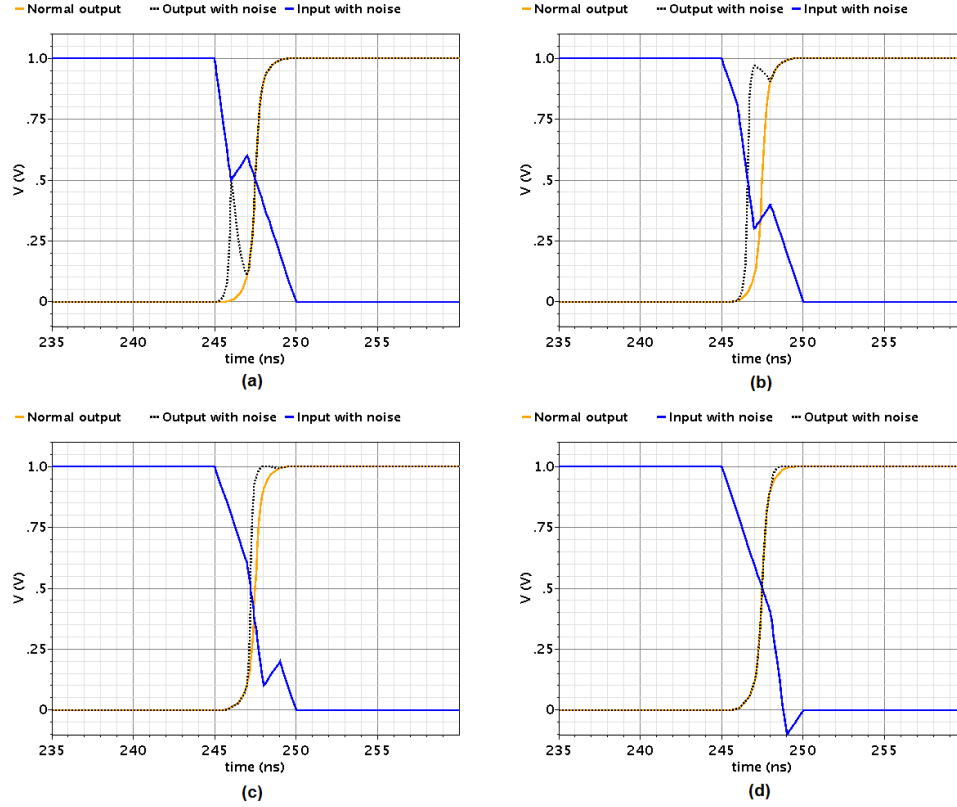 Normal output Output with noise Input with noise
1.0
.75
.5
.25
0
V (V)
235 240 245 250 255
time (ns)
(a)
Normal output Output with noise Input with noise
1.0
.75
.5
.25
0
V (V)
235 240 245 250 255
time (ns)
(b)
Normal output Output with noise Input with noise
1.0
.75
.5
.25
0
V (V)
235 240 245 250 255
time (ns)
(c)
Normal output Input with noise Output with noise
1.0
.75
.5
.25
0
V (V)
235 240 245 250 255
time (ns)
(d)